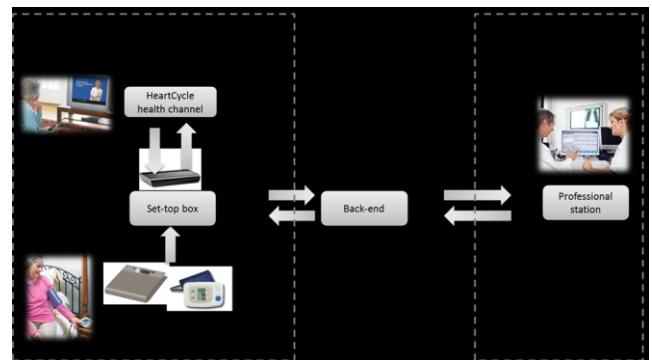 HeartCycle
health channel
Set-top box
Back-end
Professional
station